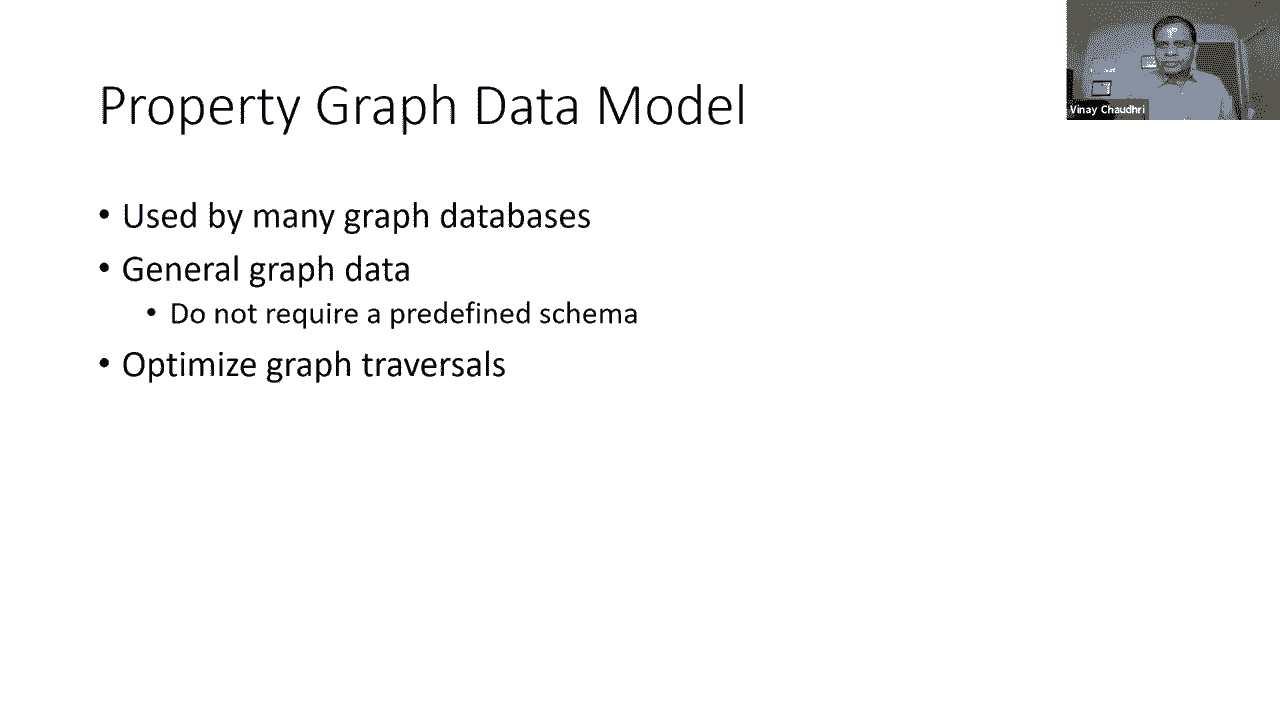 Property Graph Data Model
• Used by many graph databases
• General graph data
• Do not require a predefined schema
• Optimize graph traversals
Vinay Chaudhri